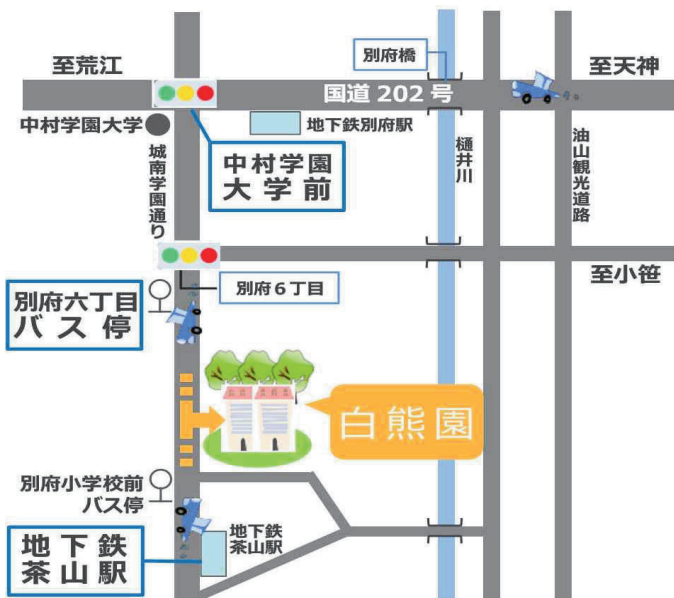 別府橋
至荒江
至天神
国道 202 号
中村学園大学
地下鉄別府駅
中村学園
大学前
城南学園通り
樋井川
油山観光道路
至小笹
別府6丁目
別府六丁目
バス停
白熊園
別府小学校前
バス停
地下鉄
茶山駅
地下鉄
茶山駅